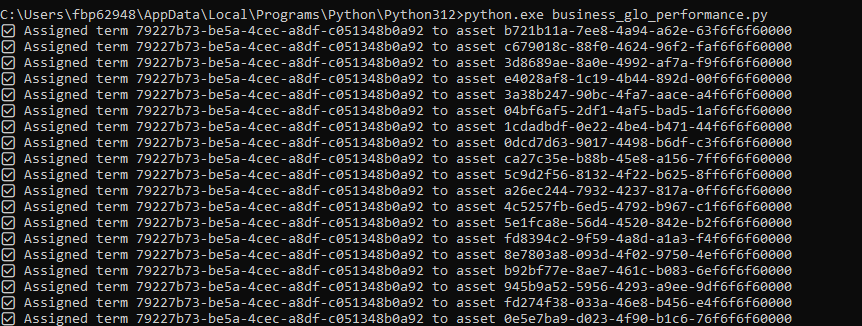 C:\Users\fbp62948\AppData\Local\Programs\Python\Python312>python.exe business_glo_performance.py
☑ Assigned term 79227b73-be5a-4cec-a8df-c051348b0a92 to asset b721b11a-7ee8-4a94-a62e-63f6f6f60000
☑ Assigned term 79227b73-be5a-4cec-a8df-c051348b0a92 to asset c679018c-88f0-4624-96f2-faf6f6f60000
☑ Assigned term 79227b73-be5a-4cec-a8df-c051348b0a92 to asset 3d8689ae-8a0e-4992-af7a-f9f6f6f60000
☑ Assigned term 79227b73-be5a-4cec-a8df-c051348b0a92 to asset e4028af8-1c19-4b44-892d-00f6f6f60000
☑ Assigned term 79227b73-be5a-4cec-a8df-c051348b0a92 to asset 3a38b247-90bc-4fa7-aace-a4f6f6f60000
☑ Assigned term 79227b73-be5a-4cec-a8df-c051348b0a92 to asset 04bf6af5-2df1-4af5-bad5-1af6f6f60000
☑ Assigned term 79227b73-be5a-4cec-a8df-c051348b0a92 to asset 1cdadbdf-0e22-4be4-b471-44f6f6f60000
☑ Assigned term 79227b73-be5a-4cec-a8df-c051348b0a92 to asset 0dcd7d63-9017-4498-b6df-c3f6f6f60000
☑ Assigned term 79227b73-be5a-4cec-a8df-c051348b0a92 to asset ca27c35e-b88b-45e8-a156-7ff6f6f60000
☑ Assigned term 79227b73-be5a-4cec-a8df-c051348b0a92 to asset 5c9d2f56-8132-4f22-b625-8ff6f6f60000
☑ Assigned term 79227b73-be5a-4cec-a8df-c051348b0a92 to asset a26ec244-7932-4237-817a-0ff6f6f60000
☑ Assigned term 79227b73-be5a-4cec-a8df-c051348b0a92 to asset 4c5257fb-6ed5-4792-b967-c1f6f6f60000
☑ Assigned term 79227b73-be5a-4cec-a8df-c051348b0a92 to asset 5e1fca8e-56d4-4520-842e-b2f6f6f60000
☑ Assigned term 79227b73-be5a-4cec-a8df-c051348b0a92 to asset fd8394c2-9f59-4a8d-a1a3-f4f6f6f60000
☑ Assigned term 79227b73-be5a-4cec-a8df-c051348b0a92 to asset 8e7803a8-093d-4f02-9750-4ef6f6f60000
☑ Assigned term 79227b73-be5a-4cec-a8df-c051348b0a92 to asset b92bf77e-8ae7-461c-b083-6ef6f6f60000
☑ Assigned term 79227b73-be5a-4cec-a8df-c051348b0a92 to asset 945b9a52-5956-4293-a9ee-9df6f6f60000
☑ Assigned term 79227b73-be5a-4cec-a8df-c051348b0a92 to asset fd274f38-033a-46e8-b456-e4f6f6f60000
☑ Assigned term 79227b73-be5a-4cec-a8df-c051348b0a92 to asset 0e5e7ba9-d023-4f90-b1c6-76f6f6f60000